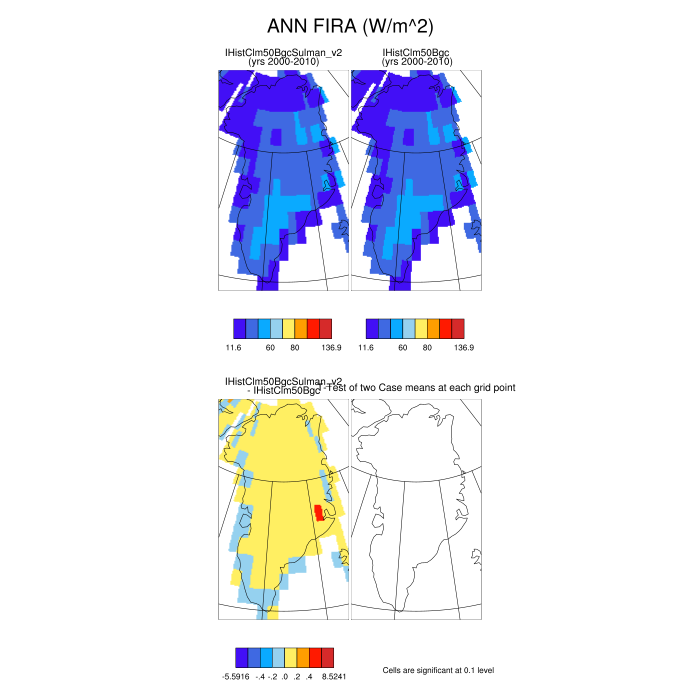 ANN FIRA (W/m^2)
IHistClm50BgcSulman_v2
(yrs 2000-2010)
IHistClm50Bgc
(yrs 2000-2010)
11.6 60 80 136.9
11.6 60 80 136.9
IHistClm50BgcSulman_v2
- IHistClm50Bgc
T-Test of two Case means at each grid point
-5.5916 -.4 -.2 .0 .2 .4 8.5241
Cells are significant at 0.1 level